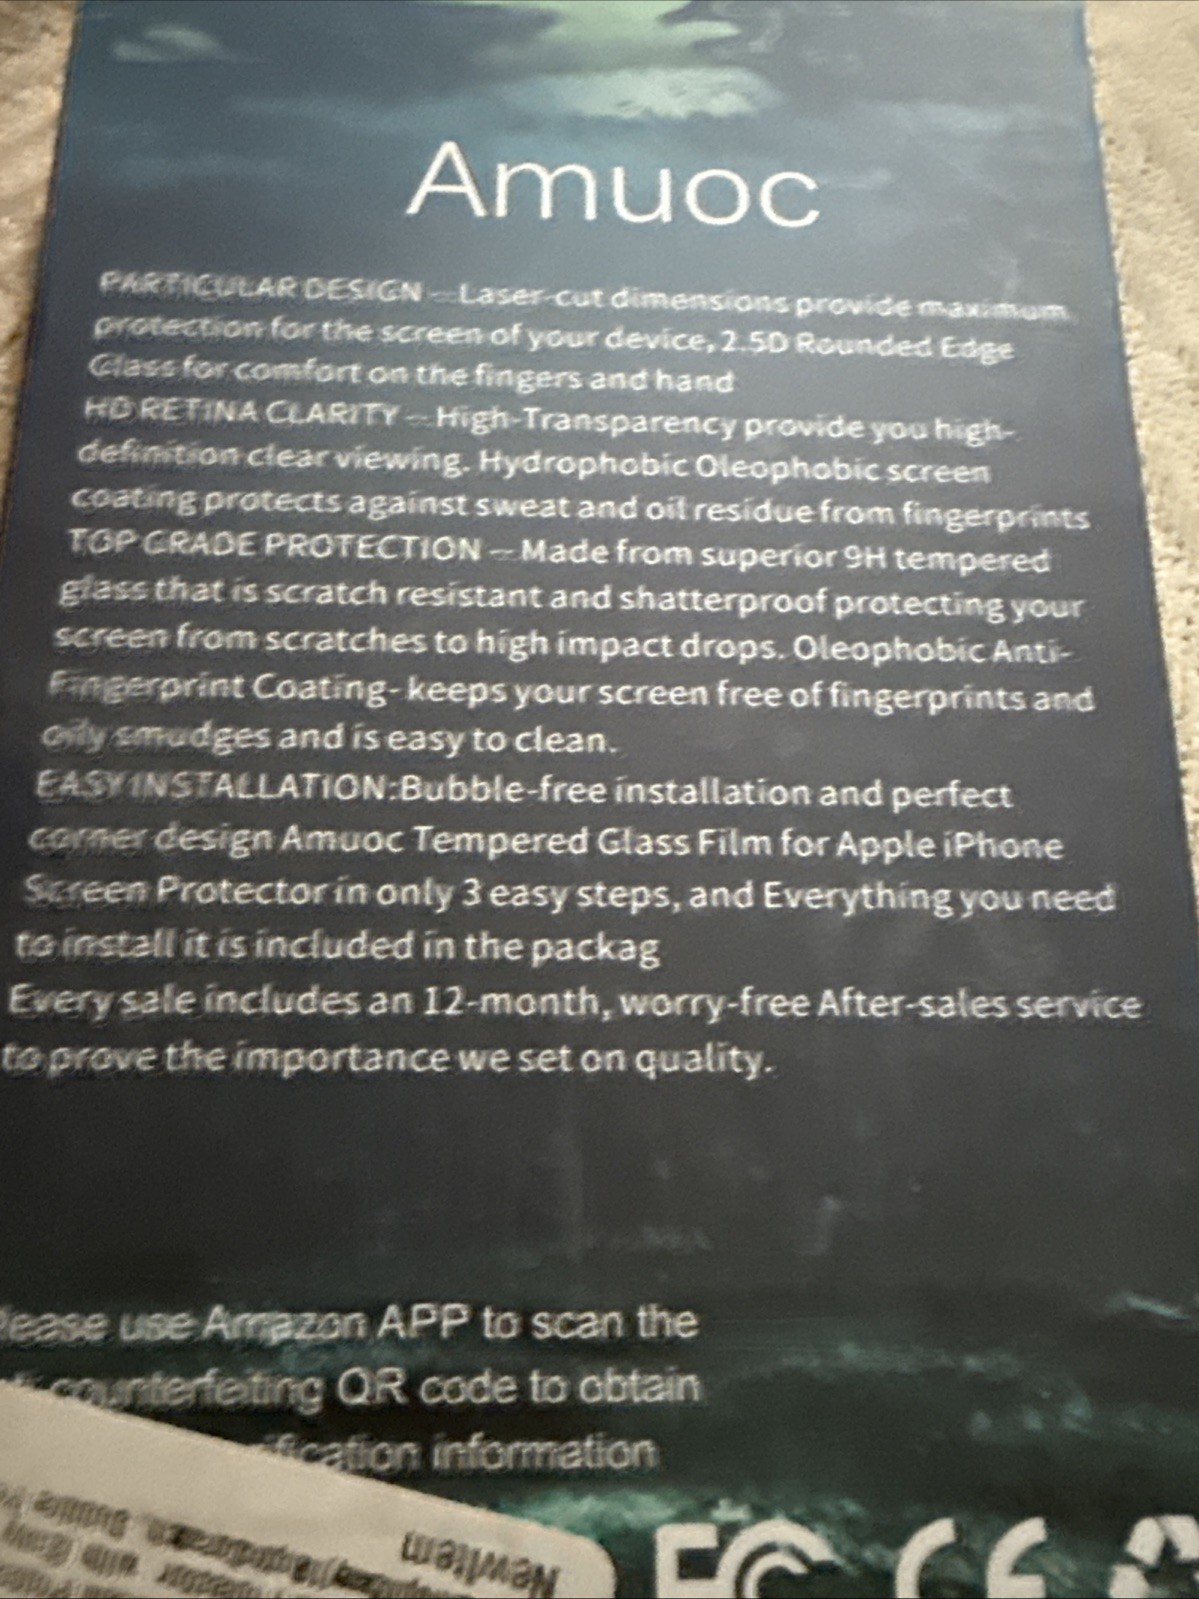 Amuoc
PARTICULAR DESIGN – Laser-cut dimensions provide maximum
protection for the screen of your device, 2.5D Rounded Edge
Glass for comfort on the fingers and hand
HD RETINA CLARITY – High-Transparency provide you high-
definition clear viewing. Hydrophobic Oleophobic screen
coating protects against sweat and oil residue from fingerprints
TOP GRADE PROTECTION – Made from superior 9H tempered
glass that is scratch resistant and shatterproof protecting your
screen from scratches to high impact drops. Oleophobic Anti-
Fingerprint Coating- keeps your screen free of fingerprints and
oily smudges and is easy to clean.
EASY INSTALLATION:Bubble-free installation and perfect
corner design Amuoc Tempered Glass Film for Apple iPhone
Screen Protector in only 3 easy steps, and Everything you need
to install it is included in the packag
Every sale includes an 12-month, worry-free After-sales service
to prove the importance we set on quality.
lease use Amazon APP to scan the
counterfeiting QR code to obtain
ification information
NewItem
FC CE